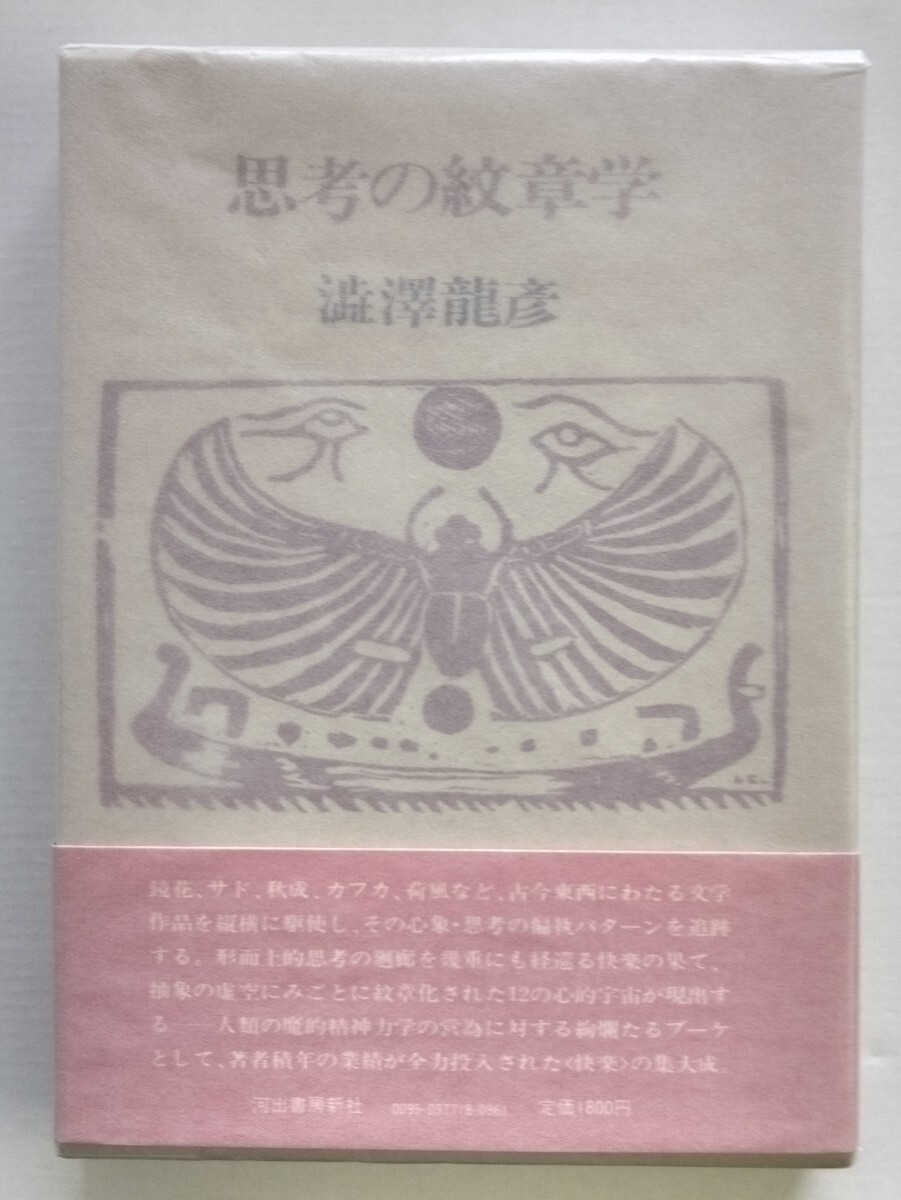 思考の紋章学
澁澤龍彦
鏡花、サド、秋成、カフカ、荷風など、古今東西にわたる文学
作品を縦横に駆使し、その心象・思考の偏執パターンを追跡
する。形而上的思考の廻廊を幾重にも経巡る快楽の果て、
抽象の虚空にみごとに紋章化された12の心的宇宙が現出す
る──人類の魔的精神力学の営為に対する絢爛たるブーケ
として、著者積年の業績が全力投入された〈快楽〉の集大成
河出書房新社 0095-037718-0961 定価1800円